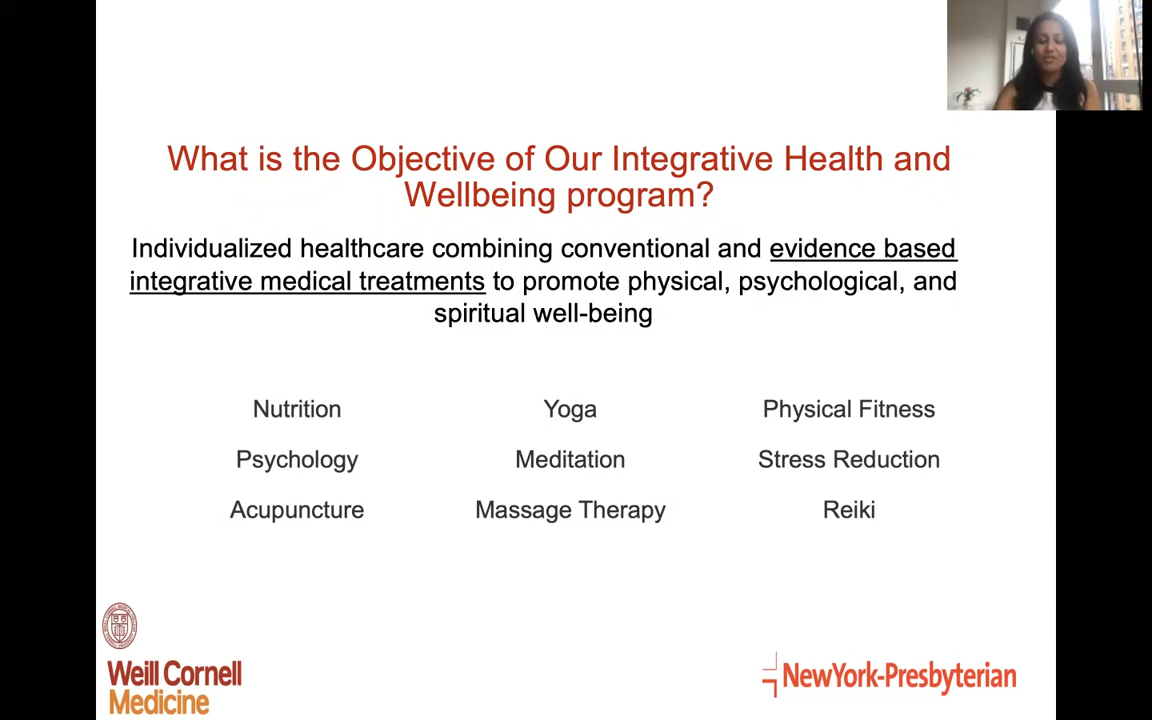 What is the Objective of Our Integrative Health and
Wellbeing program?
Individualized healthcare combining conventional and evidence based
integrative medical treatments to promote physical, psychological, and
spiritual well-being
Nutrition Yoga Physical Fitness
Psychology Meditation Stress Reduction
Acupuncture Massage Therapy Reiki
Weill Cornell
Medicine
NewYork-Presbyterian